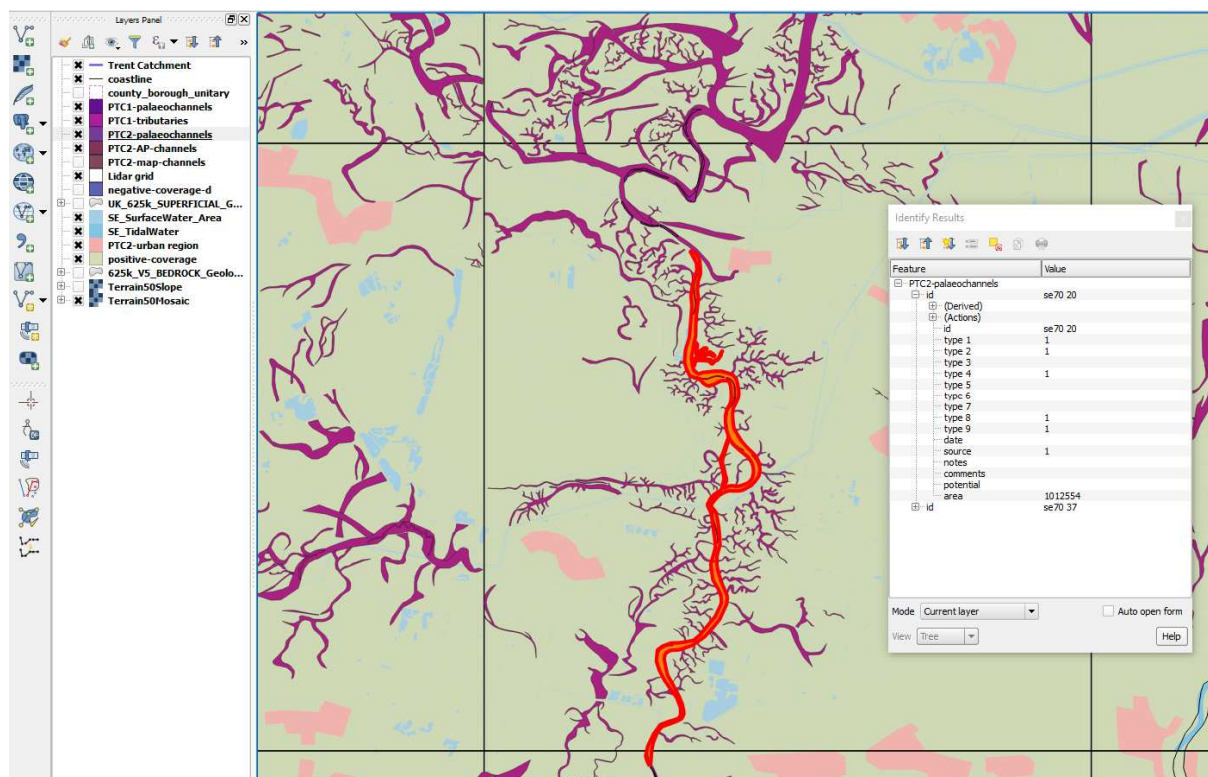 Layers Panel
Trent Catchment
coastline
county_borough_unitary
PTC1-palaeochannels
PTC1-tributaries
PTC2-palaeochannels
PTC2-AP-channels
PTC2-map-channels
Lidar grid
negative-coverage-d
UK_625k_SUPERFICIAL_G...
SE_SurfaceWater_Area
SE_TidalWater
PTC2-urban region
positive-coverage
625k_V5_BEDROCK_Geolo...
Terrain50Slope
Terrain50Mosaic
Identify Results
Feature Value
PTC2-palaeochannels
id se70 20
(Derived)
(Actions)
id se70 20
type 1 1
type 2 1
type 3
type 4 1
type 5
type 6
type 7
type 8 1
type 9 1
date
source 1
notes
comments
potential
area 1012554
id se70 37
Mode Current layer Auto open form
View Tree Help